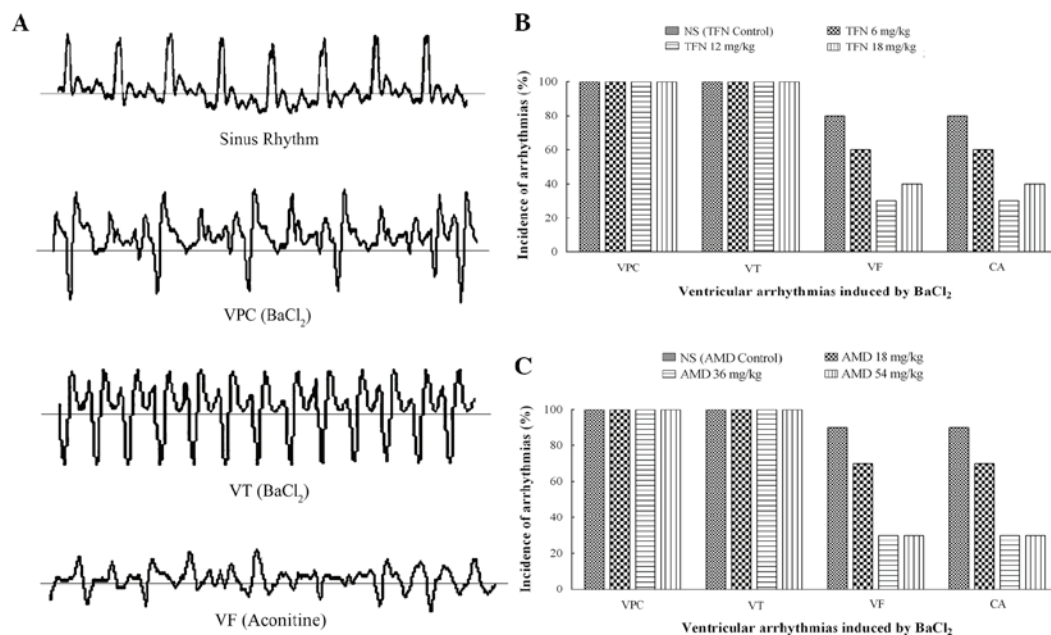 A
Sinus Rhythm
VPC (BaCl₂)
VT (BaCl₂)
VF (Aconitine)
B
NS (TFN Control) TFN 6 mg/kg
TFN 12 mg/kg TFN 18 mg/kg
Incidence of arrhythmias (%)
100
80
60
40
20
0
VPC VT VF CA
Ventricular arrhythmias induced by BaCl₂
C
NS (AMD Control) AMD 18 mg/kg
AMD 36 mg/kg AMD 54 mg/kg
Incidence of arrhythmias (%)
100
80
60
40
20
0
VPC VT VF CA
Ventricular arrhythmias induced by BaCl₂